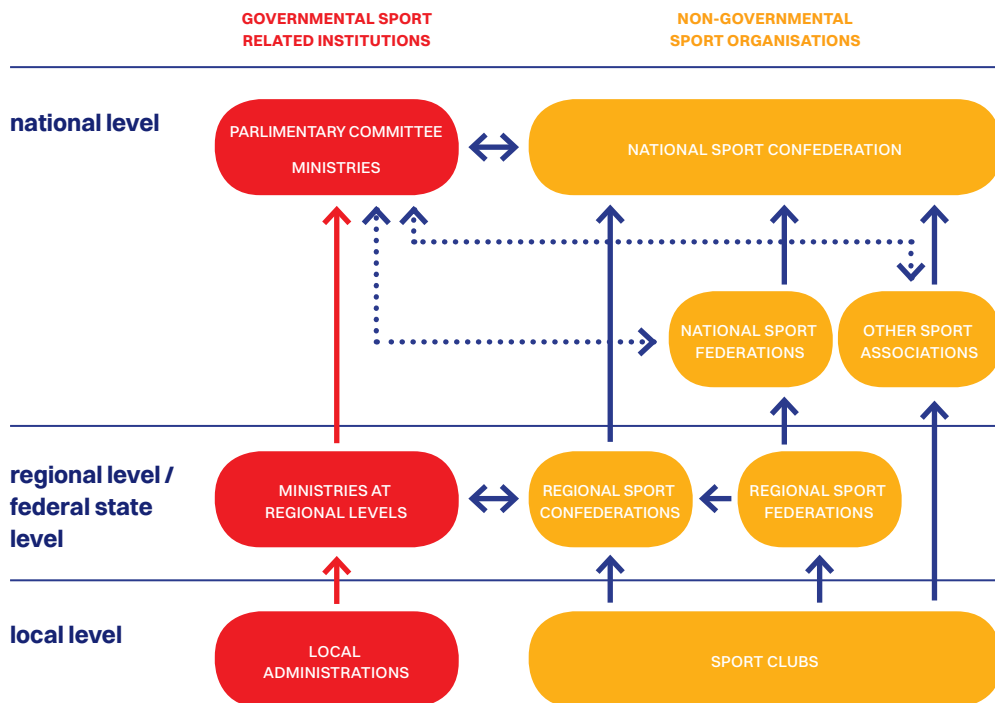 GOVERNMENTAL SPORT
RELATED INSTITUTIONS
NON-GOVERNMENTAL
SPORT ORGANISATIONS
national level
PARLIMENTARY COMMITTEE
MINISTRIES
NATIONAL SPORT CONFEDERATION
NATIONAL SPORT
FEDERATIONS
OTHER SPORT
ASSOCIATIONS
regional level /
federal state
level
MINISTRIES AT
REGIONAL LEVELS
REGIONAL SPORT
CONFEDERATIONS
REGIONAL SPORT
FEDERATIONS
local level
LOCAL
ADMINISTRATIONS
SPORT CLUBS